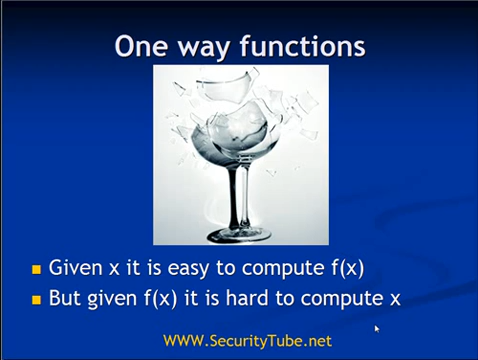 One way functions
Given x it is easy to compute f(x)
But given f(x) it is hard to compute x
WWW.SecurityTube.net